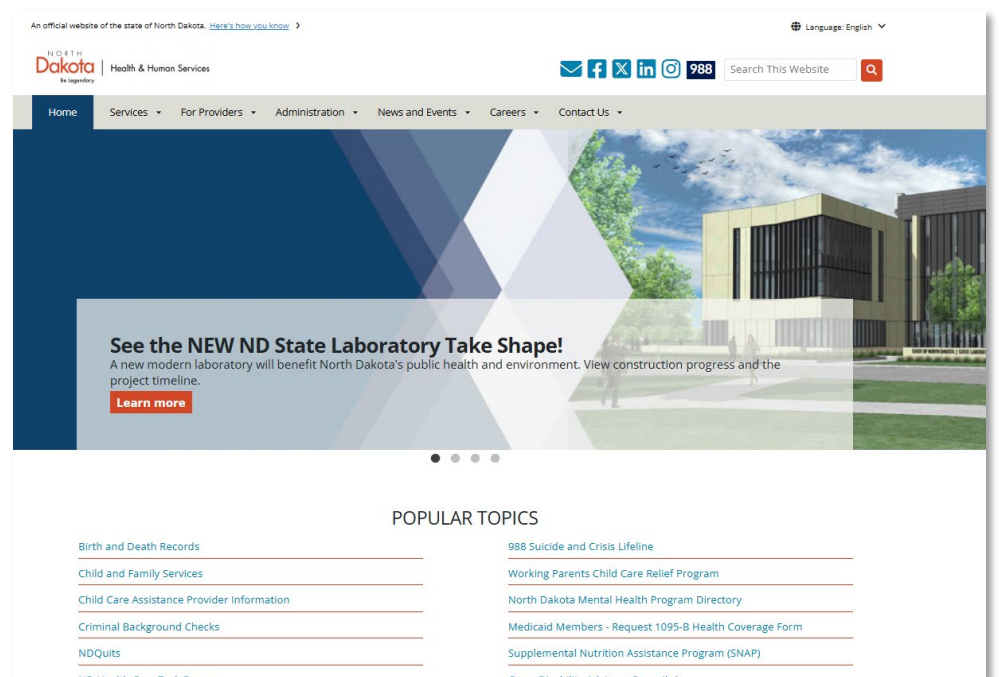 An official website of the state of North Dakota. Here's how you know
Language: English
NORTH
Dakota
Be Legendary.
Health & Human Services
988
Search This Website
Home
Services
For Providers
Administration
News and Events
Careers
Contact Us
See the NEW ND State Laboratory Take Shape!
A new modern laboratory will benefit North Dakota's public health and environment. View construction progress and the
project timeline.
Learn more
POPULAR TOPICS
Birth and Death Records
988 Suicide and Crisis Lifeline
Child and Family Services
Working Parents Child Care Relief Program
Child Care Assistance Provider Information
North Dakota Mental Health Program Directory
Criminal Background Checks
Medicaid Members - Request 1095-B Health Coverage Form
NDQuits
Supplemental Nutrition Assistance Program (SNAP)